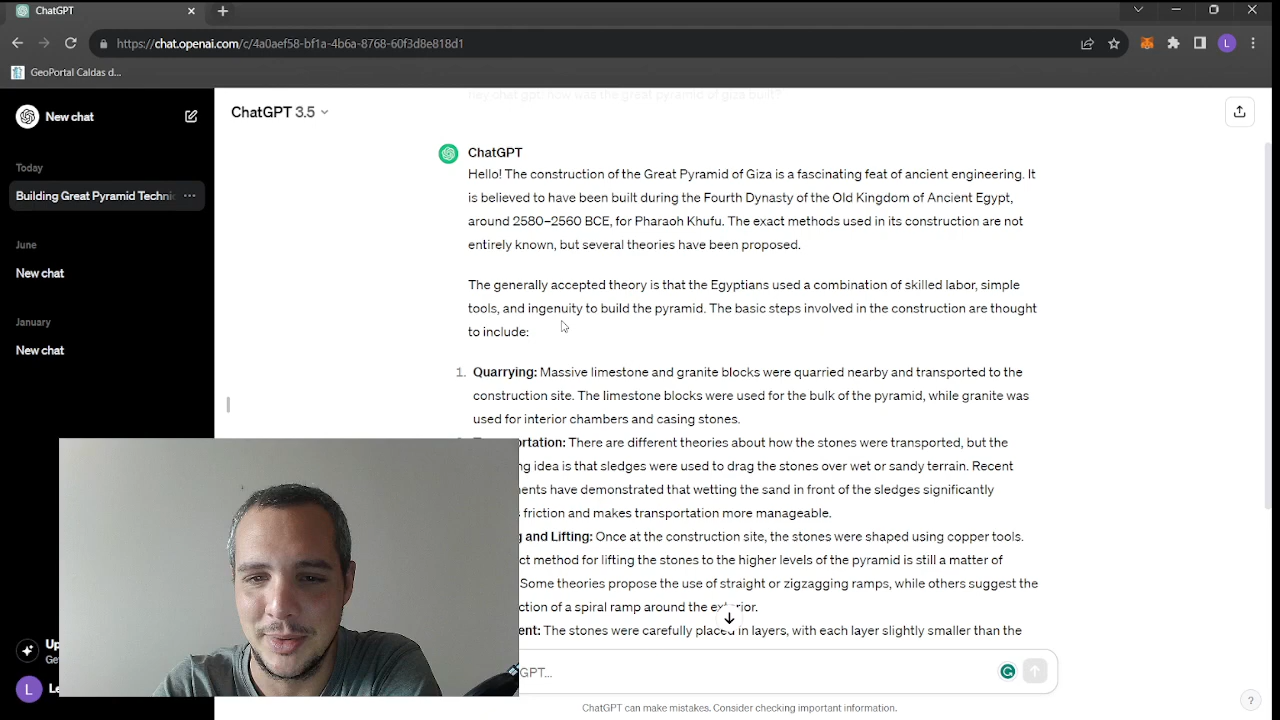 ChatGPT
https://chat.openai.com/c/4a0aef58-bf1a-4b6a-8768-60f3d8e818d1
L
GeoPortal Caldas d...
New chat
Today
Building Great Pyramid Techni
June
New chat
January
New chat
Up
L
ChatGPT 3.5
hey chat gpt. how was the great pyramid of giza built?
ChatGPT
Hello! The construction of the Great Pyramid of Giza is a fascinating feat of ancient engineering. It
is believed to have been built during the Fourth Dynasty of the Old Kingdom of Ancient Egypt,
around 2580–2560 BCE, for Pharaoh Khufu. The exact methods used in its construction are not
entirely known, but several theories have been proposed.
The generally accepted theory is that the Egyptians used a combination of skilled labor, simple
tools, and ingenuity to build the pyramid. The basic steps involved in the construction are thought
to include:
1. Quarrying: Massive limestone and granite blocks were quarried nearby and transported to the
construction site. The limestone blocks were used for the bulk of the pyramid, while granite was
used for interior chambers and casing stones.
ortation: There are different theories about how the stones were transported, but the
ng idea is that sledges were used to drag the stones over wet or sandy terrain. Recent
ents have demonstrated that wetting the sand in front of the sledges significantly
friction and makes transportation more manageable.
g and Lifting: Once at the construction site, the stones were shaped using copper tools.
ct method for lifting the stones to the higher levels of the pyramid is still a matter of
Some theories propose the use of straight or zigzagging ramps, while others suggest the
ction of a spiral ramp around the exterior.
ent: The stones were carefully placed in layers, with each layer slightly smaller than the
GPT...
ChatGPT can make mistakes. Consider checking important information.
?